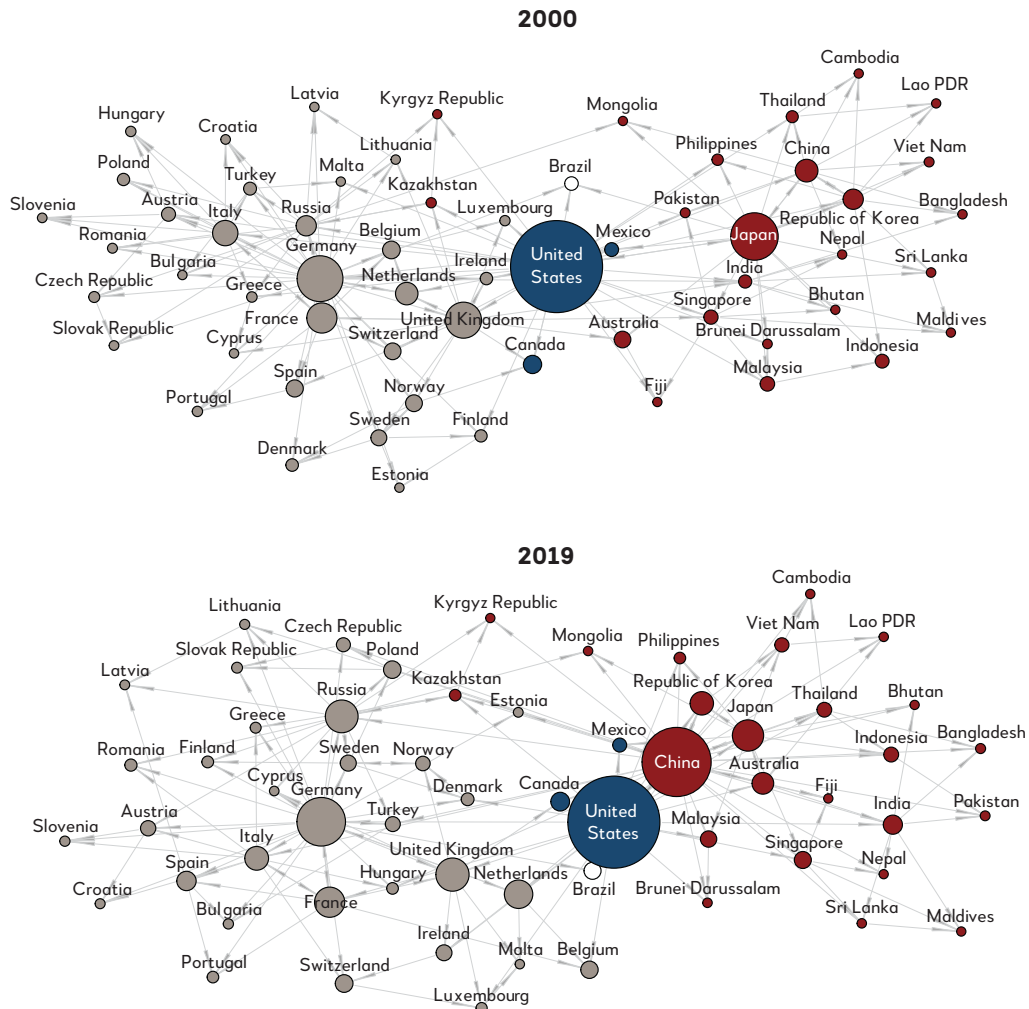 2000
Cambodia
Lao PDR
Latvia
Kyrgyz Republic
Mongolia
Thailand
Hungary
Croatia
Lithuania
Philippines
China
Viet Nam
Poland
Turkey
Malta
Brazil
Kazakhstan
Pakistan
Bangladesh
Slovenia
Austria
Italy
Russia
Luxembourg
Mexico
Japan
Republic of Korea
Romania
Germany
Belgium
United
States
Nepal
Sri Lanka
Bulgaria
Ireland
India
Czech Republic
Greece
Netherlands
Singapore
Bhutan
Slovak Republic
France
United Kingdom
Australia
Brunei Darussalam
Maldives
Cyprus
Switzerland
Canada
Malaysia
Indonesia
Spain
Norway
Fiji
Portugal
Sweden
Finland
Denmark
Estonia
2019
Cambodia
Lithuania
Kyrgyz Republic
Czech Republic
Mongolia
Philippines
Viet Nam
Lao PDR
Slovak Republic
Poland
Latvia
Russia
Kazakhstan
Republic of Korea
Estonia
Japan
Thailand
Bhutan
Greece
Mexico
Romania
Finland
Sweden
Norway
China
Australia
Indonesia
Bangladesh
Cyprus
Germany
Denmark
Canada
Fiji
Pakistan
Slovenia
Austria
Turkey
United
States
Malaysia
India
Italy
Singapore
Spain
United Kingdom
Hungary
Netherlands
Brazil
Brunei Darussalam
Nepal
Croatia
France
Bulgaria
Sri Lanka
Maldives
Ireland
Malta
Belgium
Portugal
Switzerland
Luxembourg